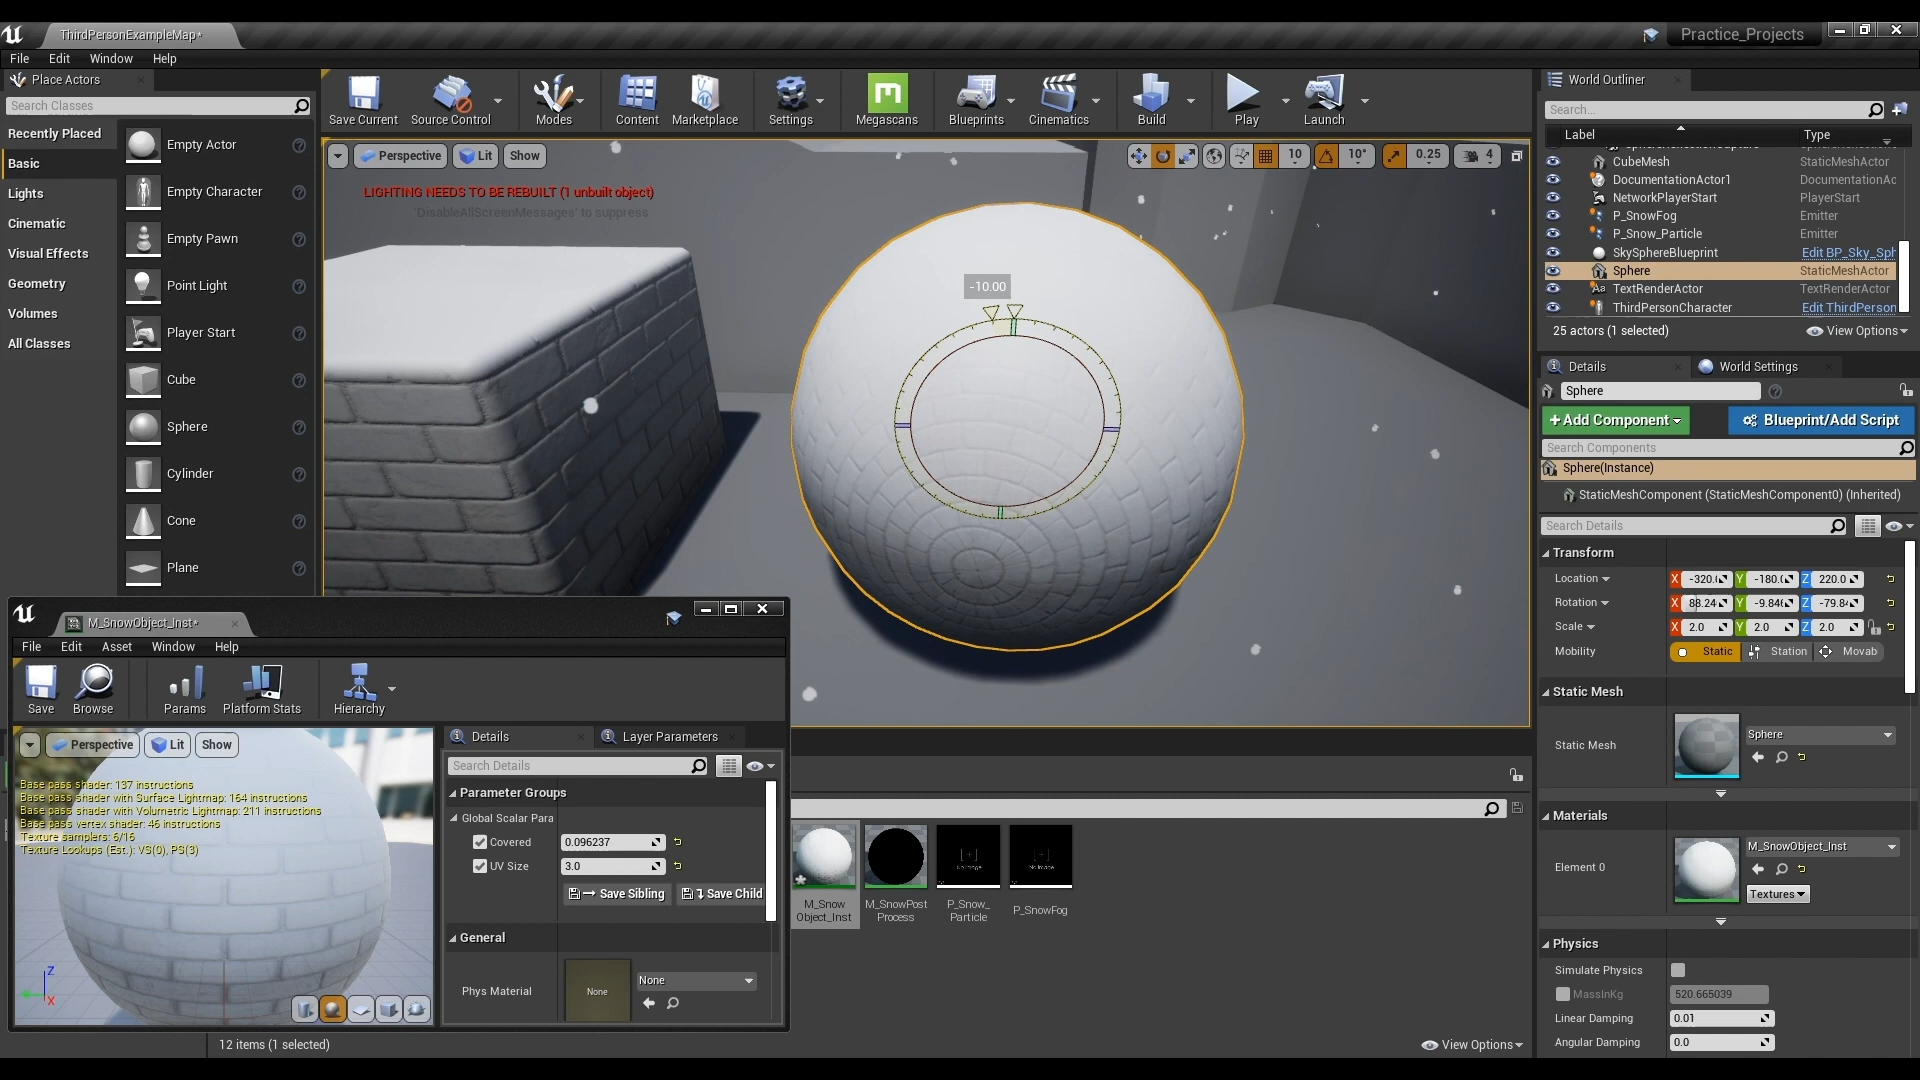 ThirdPersonExampleMap*
Practice_Projects
File Edit Window Help
Place Actors
Search Classes
Recently Placed
Basic
Lights
Cinematic
Visual Effects
Geometry
Volumes
All Classes
Empty Actor
Empty Character
Empty Pawn
Point Light
Player Start
Cube
Sphere
Cylinder
Cone
Plane
Save Current
Source Control
Modes
Content
Marketplace
Settings
Megascans
Blueprints
Cinematics
Build
Play
Launch
Perspective Lit Show
10 10° 0.25 4
LIGHTING NEEDS TO BE REBUILT (1 unbuilt object)
'DisableAllScreenMessages' to suppress
-10.00
World Outliner
Search...
Label Type
CubeMesh StaticMeshActor
DocumentationActor1 DocumentationAc
NetworkPlayerStart PlayerStart
P_SnowFog Emitter
P_Snow_Particle Emitter
SkySphereBlueprint Edit BP_Sky_Sph
Sphere StaticMeshActor
TextRenderActor TextRenderActor
ThirdPersonCharacter Edit ThirdPerson
25 actors (1 selected) View Options
Details World Settings
Sphere
+Add Component Blueprint/Add Script
Search Components
Sphere(Instance)
StaticMeshComponent (StaticMeshComponent0) (Inherited)
Search Details
Transform
Location X -320.( Y -180.( Z 220.0
Rotation X 88.24 Y -9.84 Z -79.8
Scale X 2.0 Y 2.0 Z 2.0
Mobility Static Station Movab
Static Mesh
Static Mesh Sphere
Materials
Element 0 M_SnowObject_Inst
Textures
Physics
Simulate Physics
MassInKg 520.665039
Linear Damping 0.01
Angular Damping 0.0
M_SnowObject_Inst*
File Edit Asset Window Help
Save Browse Params Platform Stats Hierarchy
Perspective Lit Show
Base pass shader: 137 instructions
Base pass shader with Surface Lightmap: 164 instructions
Base pass shader with Volumetric Lightmap: 211 instructions
Base pass vertex shader: 46 instructions
Texture samplers: 6/16
Texture Lookups (Est.): VS(0), PS(3)
Z
X
Details Layer Parameters
Search Details
Parameter Groups
Global Scalar Para
Covered 0.096237
UV Size 3.0
Save Sibling Save Child
General
Phys Material None None
M_Snow
Object_Inst
M_SnowPost
Process
P_Snow_
Particle
P_SnowFog
12 items (1 selected)
View Options